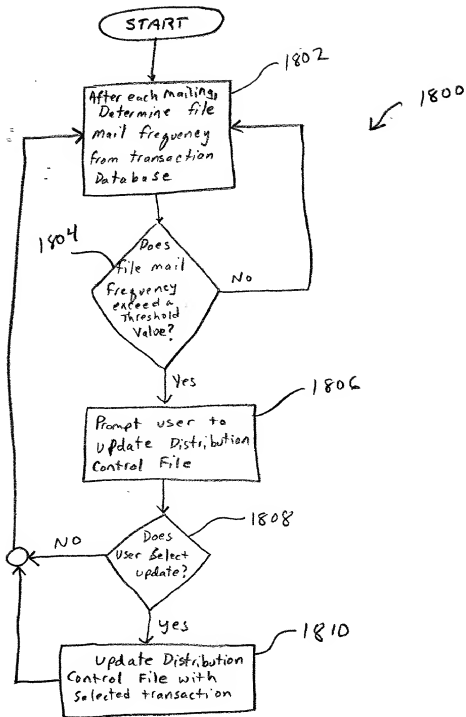 START
1802
1800
After each Mailing,
Determine file
mail frequency
from transaction
Database
1804
Does
file mail
frequency
exceed a
Threshold
Value?
NO
Yes
1806
Prompt user to
update Distribution
Control File
1808
Does
User Select
update?
NO
yes
1810
update Distribution
Control File with
selected transaction